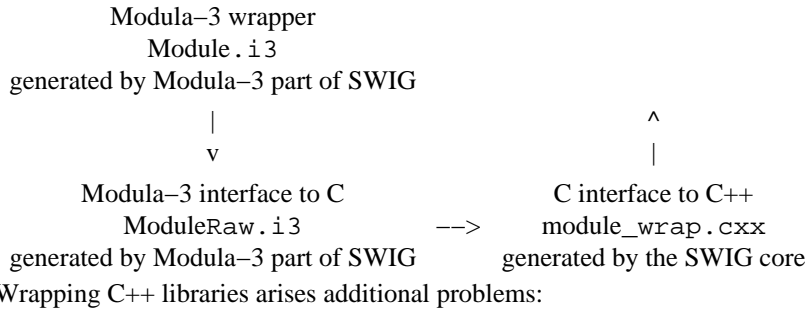 Modula−3 wrapper
Module.i3
generated by Modula−3 part of SWIG
| ^
v |
Modula−3 interface to C C interface to C++
ModuleRaw.i3 −−> module_wrap.cxx
generated by Modula−3 part of SWIG generated by the SWIG core
Wrapping C++ libraries arises additional problems: